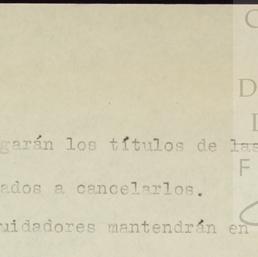 garán los títulos de las
ados a cancelarlos.
uidadores mantendrán en